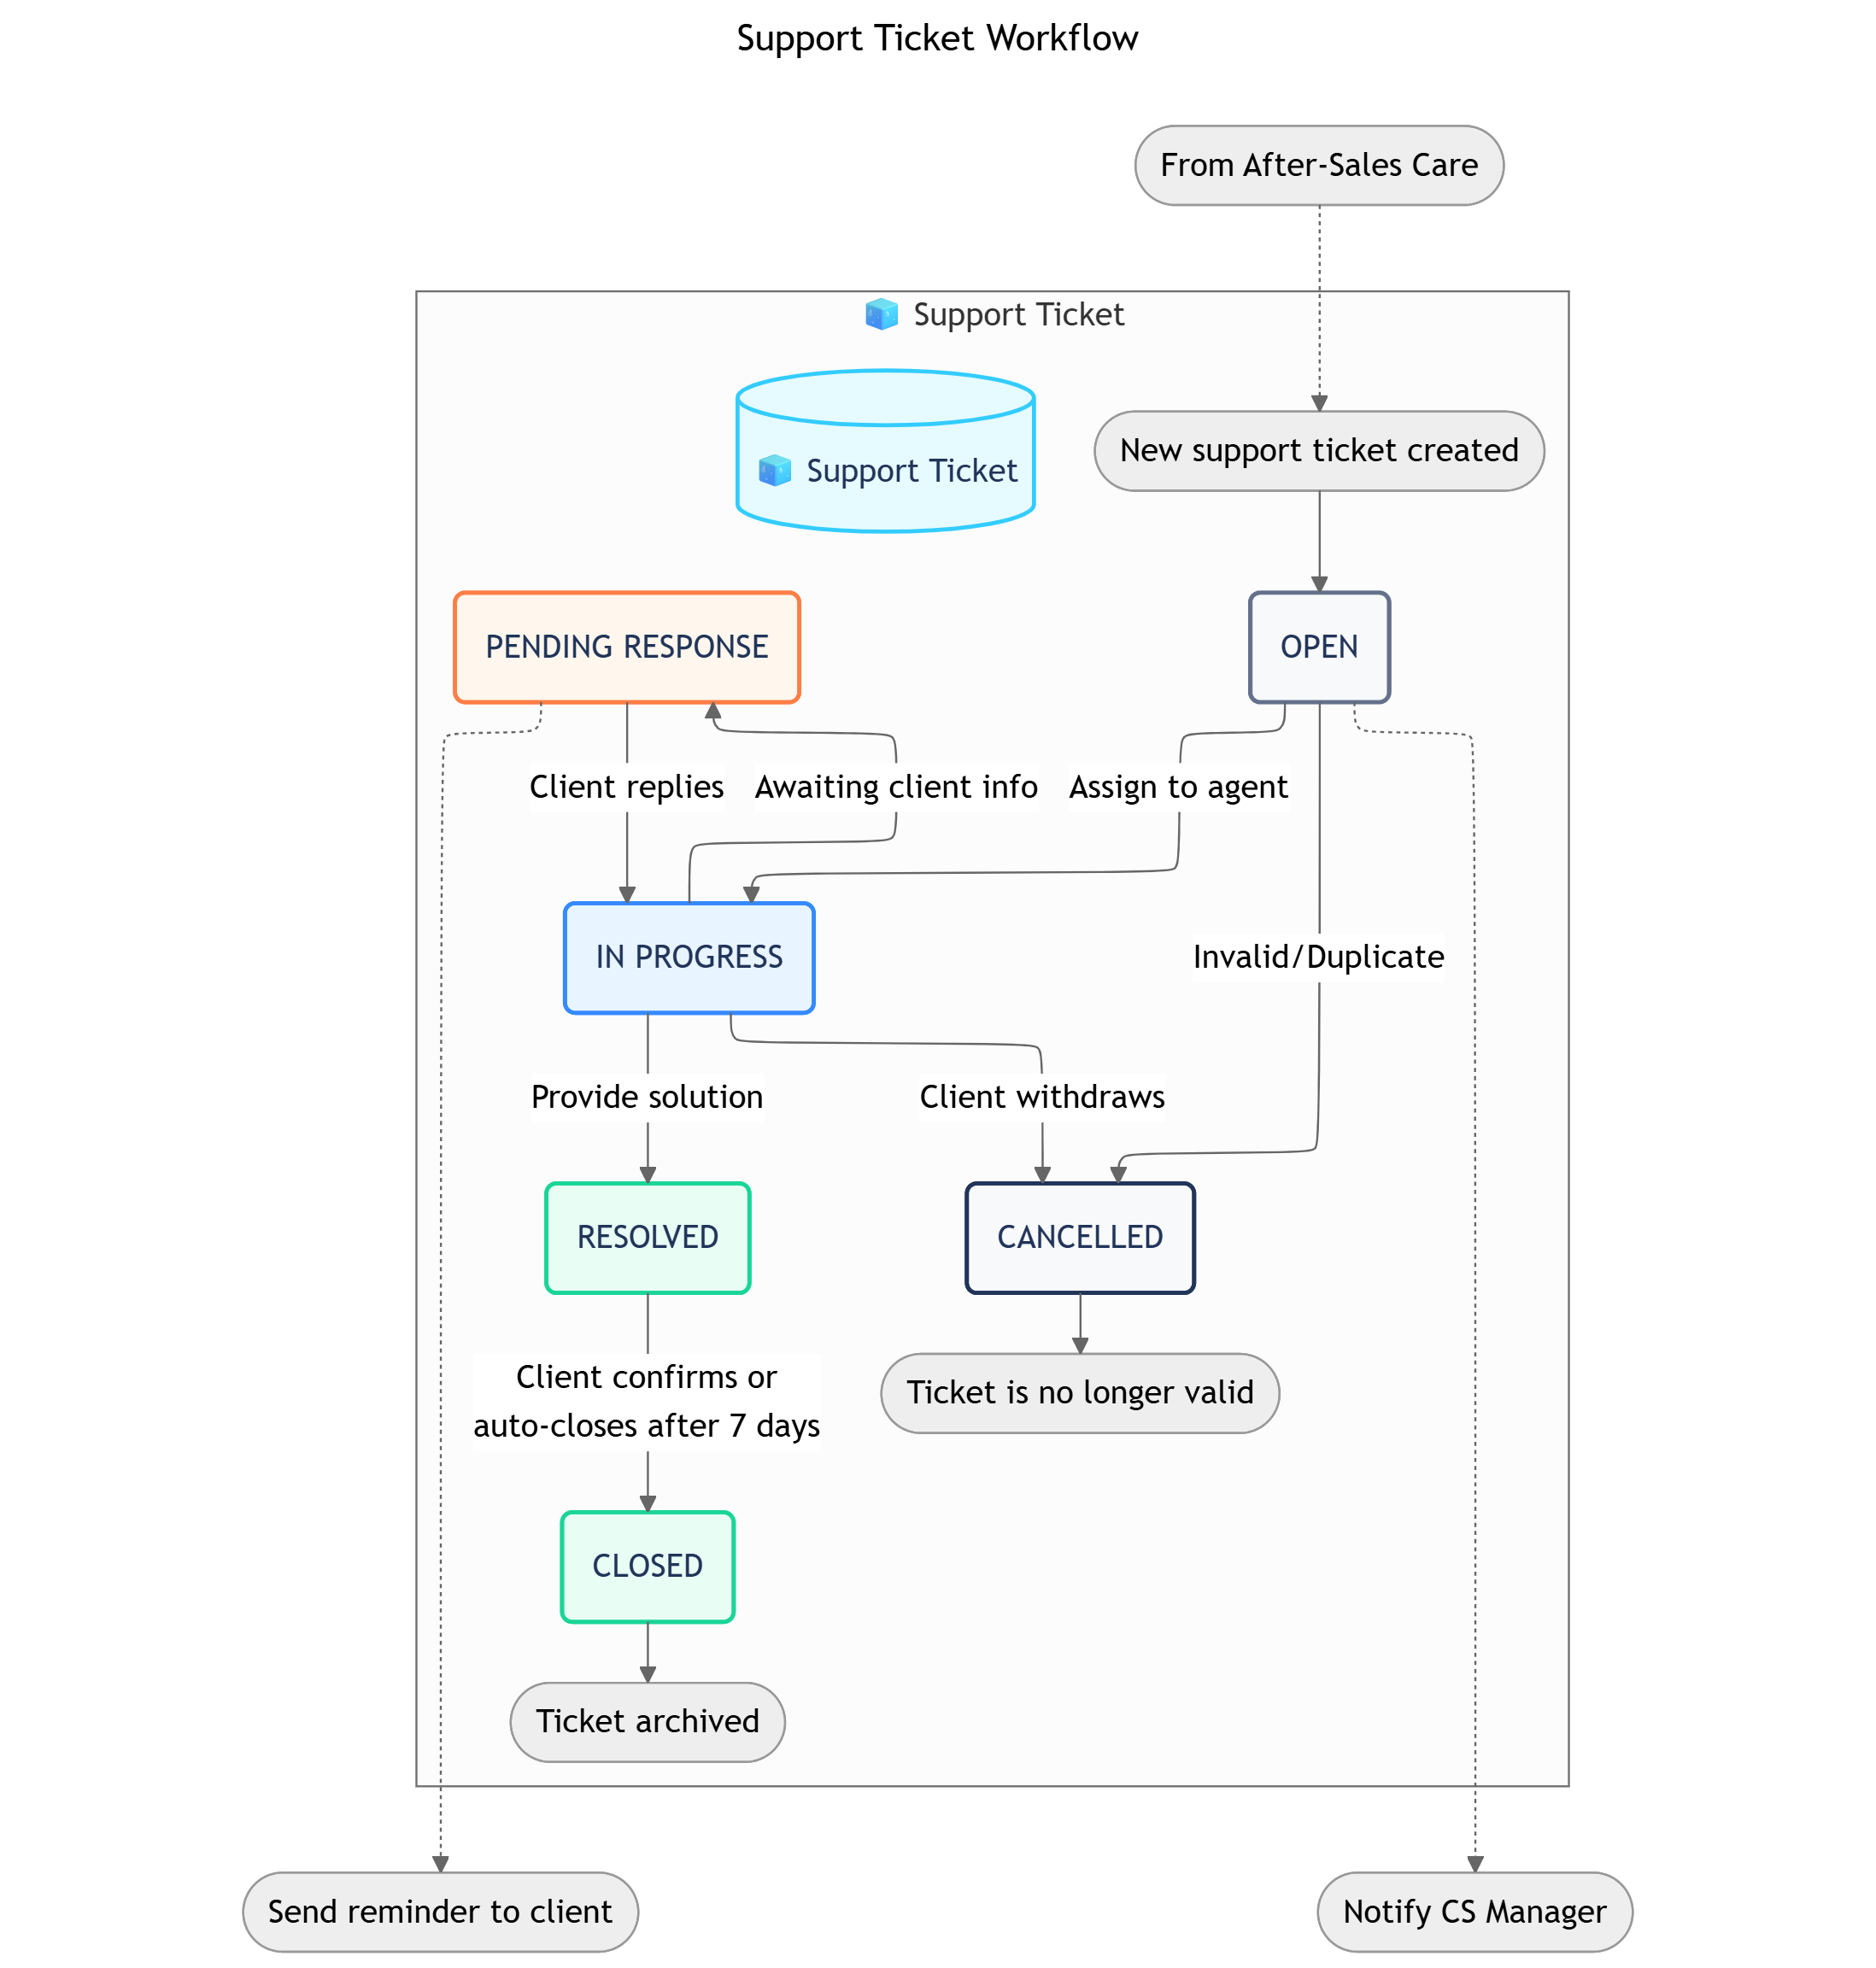 Support Ticket Workflow
From After-Sales Care
Support Ticket
Support Ticket
New support ticket created
PENDING RESPONSE
OPEN
Client replies
Awaiting client info
Assign to agent
IN PROGRESS
Invalid/Duplicate
Provide solution
Client withdraws
RESOLVED
CANCELLED
Client confirms or
auto-closes after 7 days
Ticket is no longer valid
CLOSED
Ticket archived
Send reminder to client
Notify CS Manager